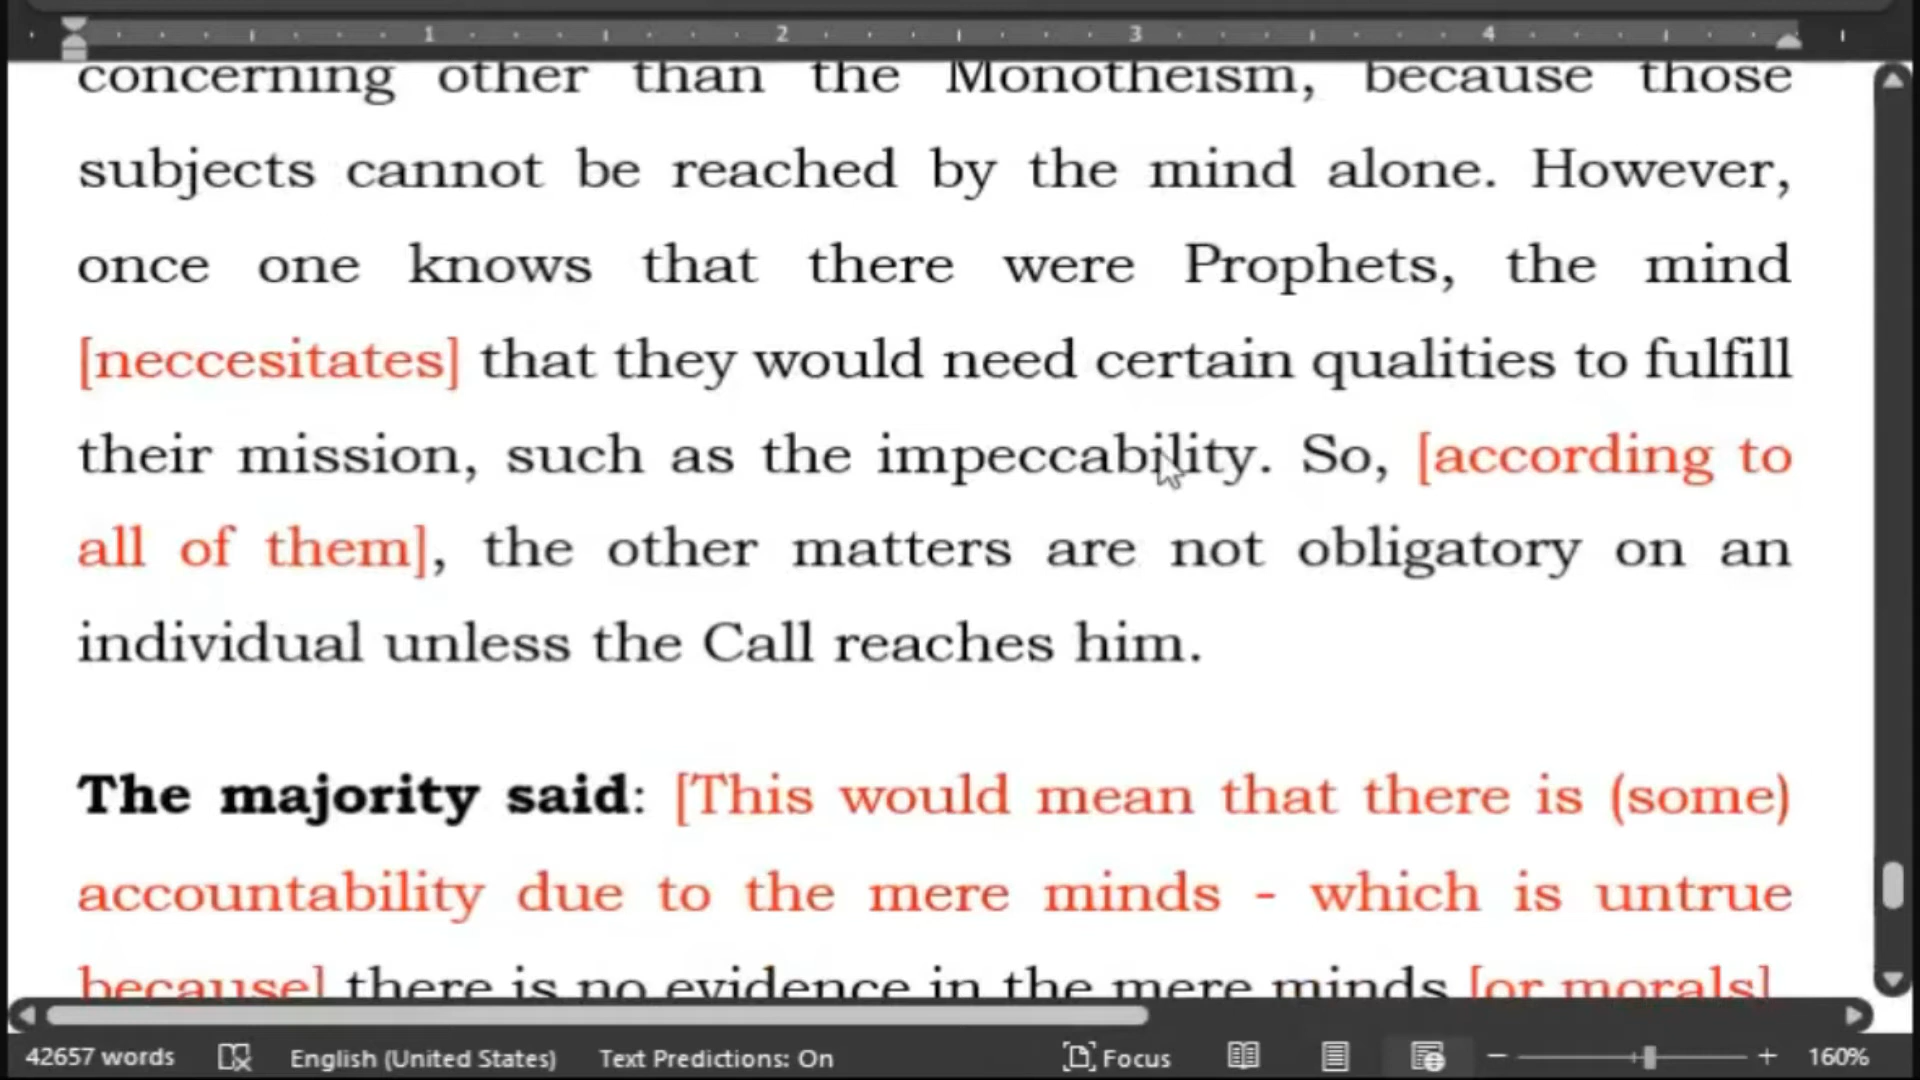 1 2 3 4
concerning other than the Monotheism, because those
subjects cannot be reached by the mind alone. However,
once one knows that there were Prophets, the mind
[neccesitates] that they would need certain qualities to fulfill
their mission, such as the impeccability. So, [according to
all of them], the other matters are not obligatory on an
individual unless the Call reaches him.
The majority said: [This would mean that there is (some)
accountability due to the mere minds - which is untrue
because] there is no evidence in the mere minds [or morals]
42657 words English (United States) Text Predictions: On Focus 160%